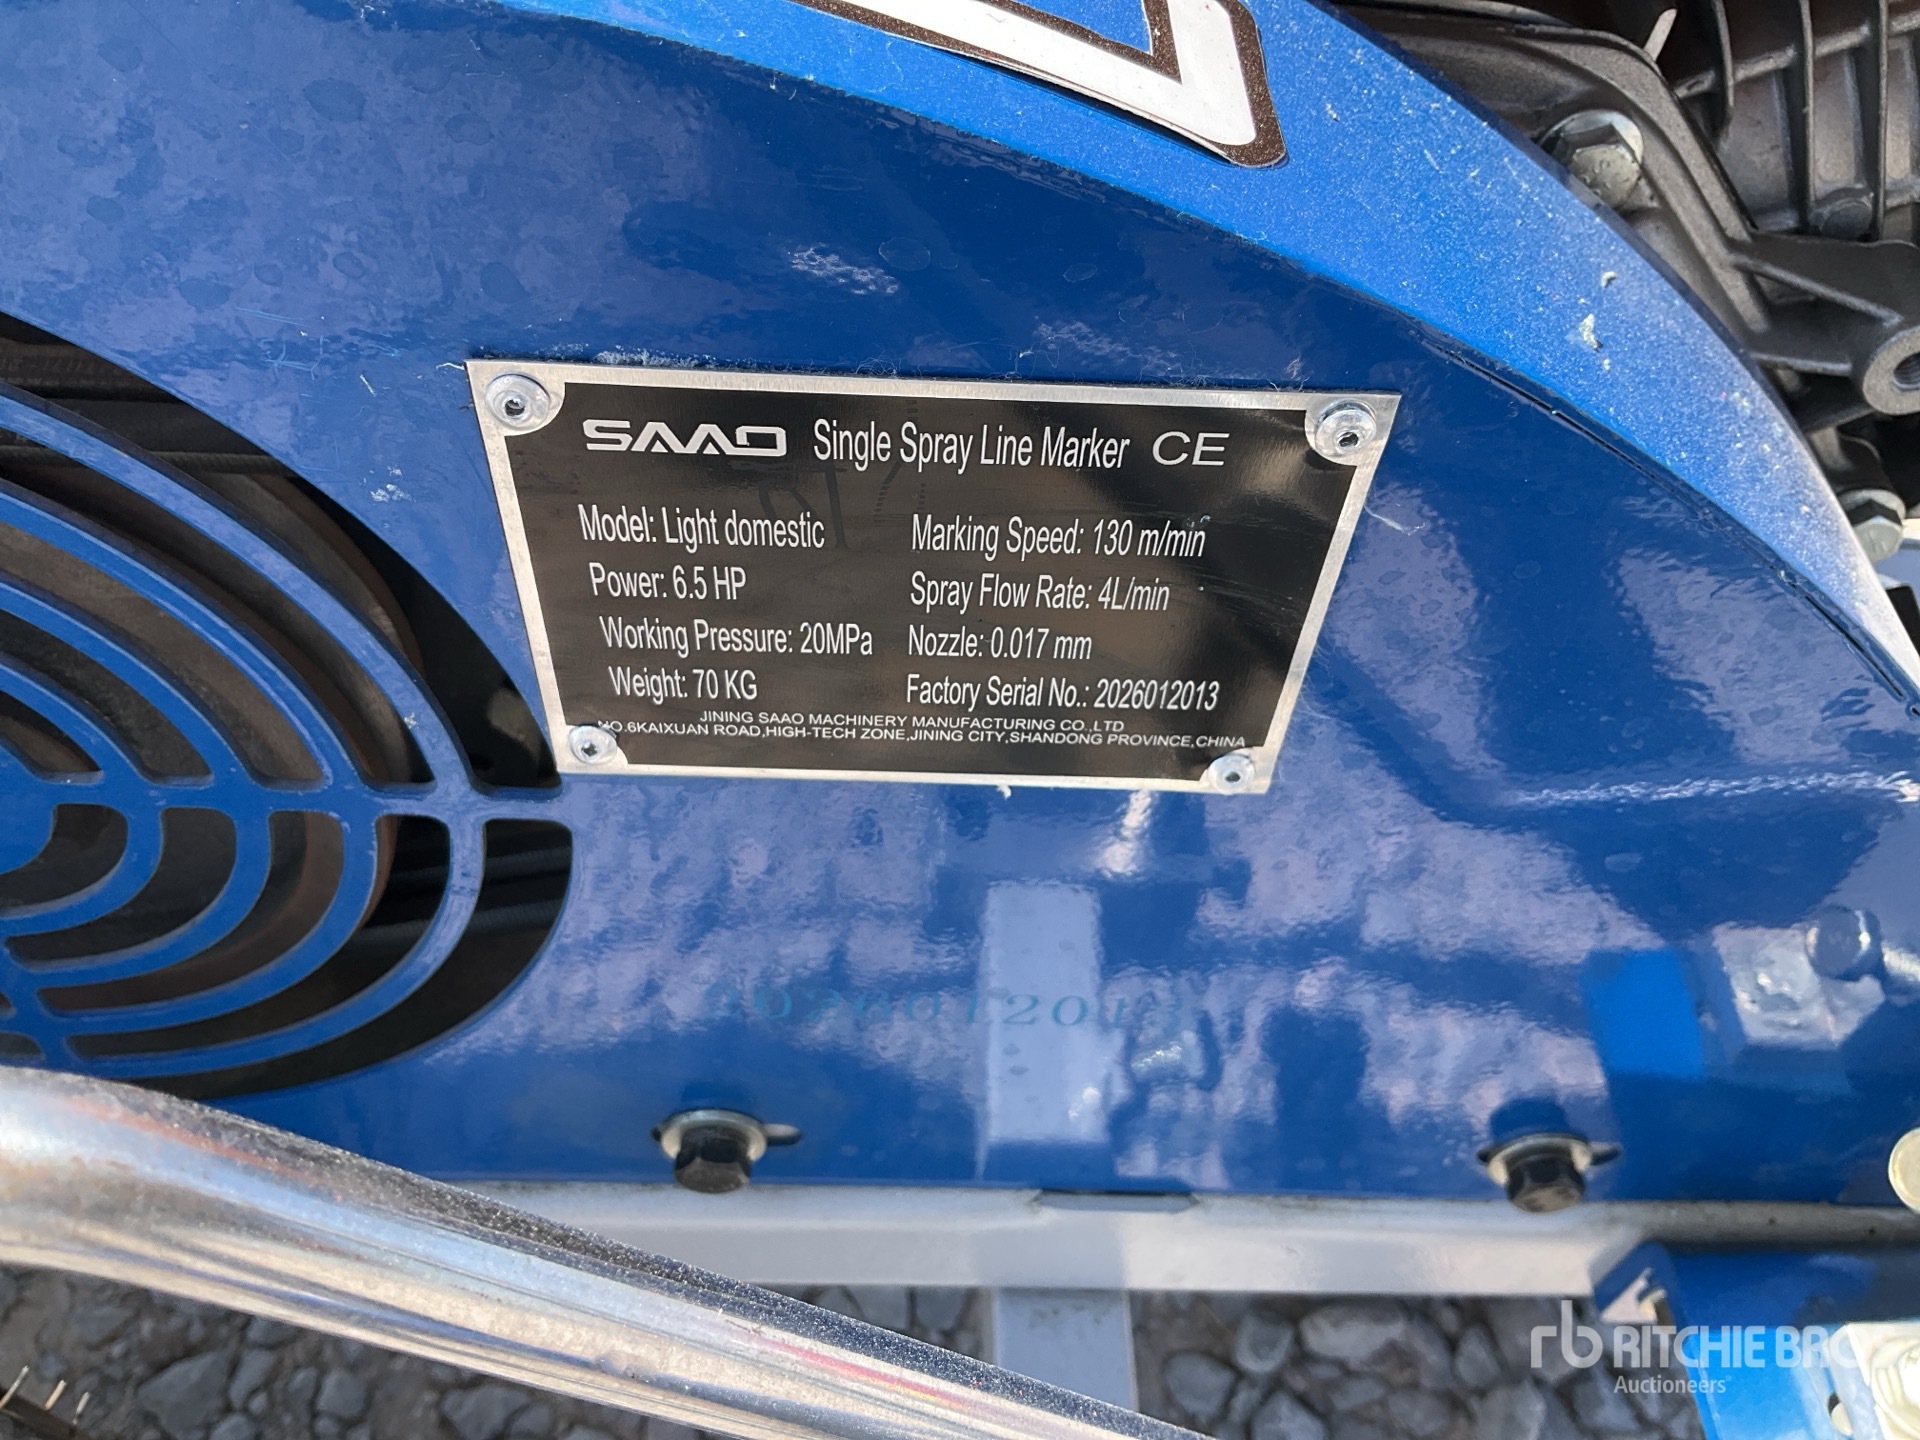 SAAO Single Spray Line Marker CE
Model: Light domestic
Marking Speed: 130 m/min
Power: 6.5 HP
Spray Flow Rate: 4L/min
Working Pressure: 20MPa
Nozzle: 0.017 mm
Weight: 70 KG
Factory Serial No.: 2026012013
JINING SAAO MACHINERY MANUFACTURING CO.,LTD
NO.6KAIXUAN ROAD,HIGH-TECH ZONE,JINING CITY,SHANDONG PROVINCE,CHINA
2026012013
rb RITCHIE BRO
Auctioneers